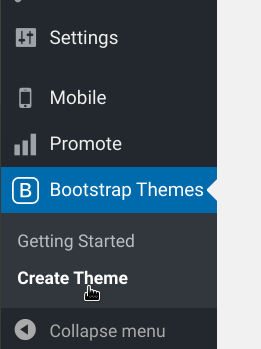 Settings
Mobile
Promote
B Bootstrap Themes
Getting Started
Create Theme
Collapse menu